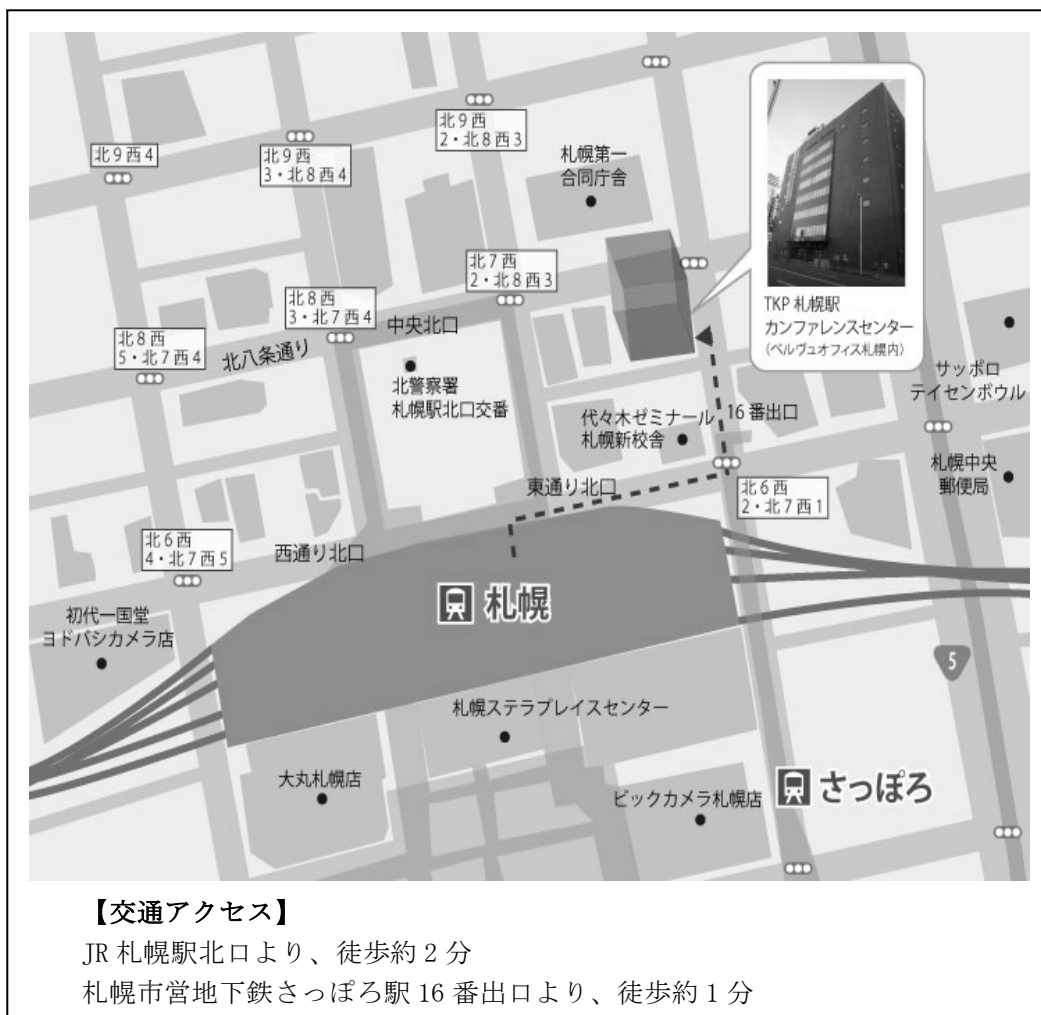 北9西
2・北8西3
北9西4
北9西
3・北8西4
札幌第一
合同庁舎
北7西
2・北8西3
北8西
3・北7西4
中央北口
北8西
5・北7西4
北八条通り
TKP 札幌駅
カンファレンスセンター
(ベルヴュオフィス札幌内)
北警察署
札幌駅北口交番
代々木ゼミナール
札幌新校舎
16番出口
サッポロ
テイセンボウル
札幌中央
郵便局
東通り北口
北6西
2・北7西1
北6西
4・北7西5
西通り北口
札幌
初代一国堂
ヨドバシカメラ店
5
札幌ステラプレイスセンター
大丸札幌店
ビックカメラ札幌店
さっぽろ
【交通アクセス】
JR 札幌駅北口より、徒歩約2分
札幌市営地下鉄さっぽろ駅 16 番出口より、徒歩約1分